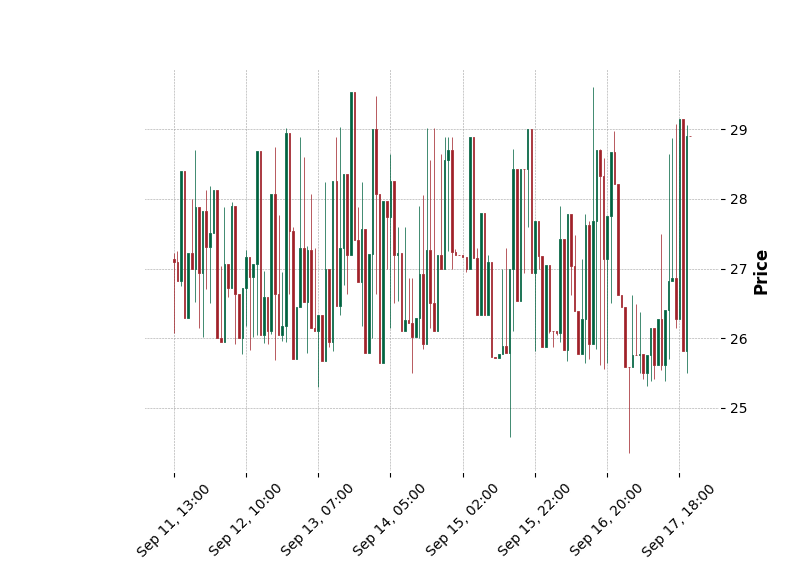 29
28
27
26
25
Price
Sep 11, 13:00
Sep 12, 10:00
Sep 13, 07:00
Sep 14, 05:00
Sep 15, 02:00
Sep 15, 22:00
Sep 16, 20:00
Sep 17, 18:00